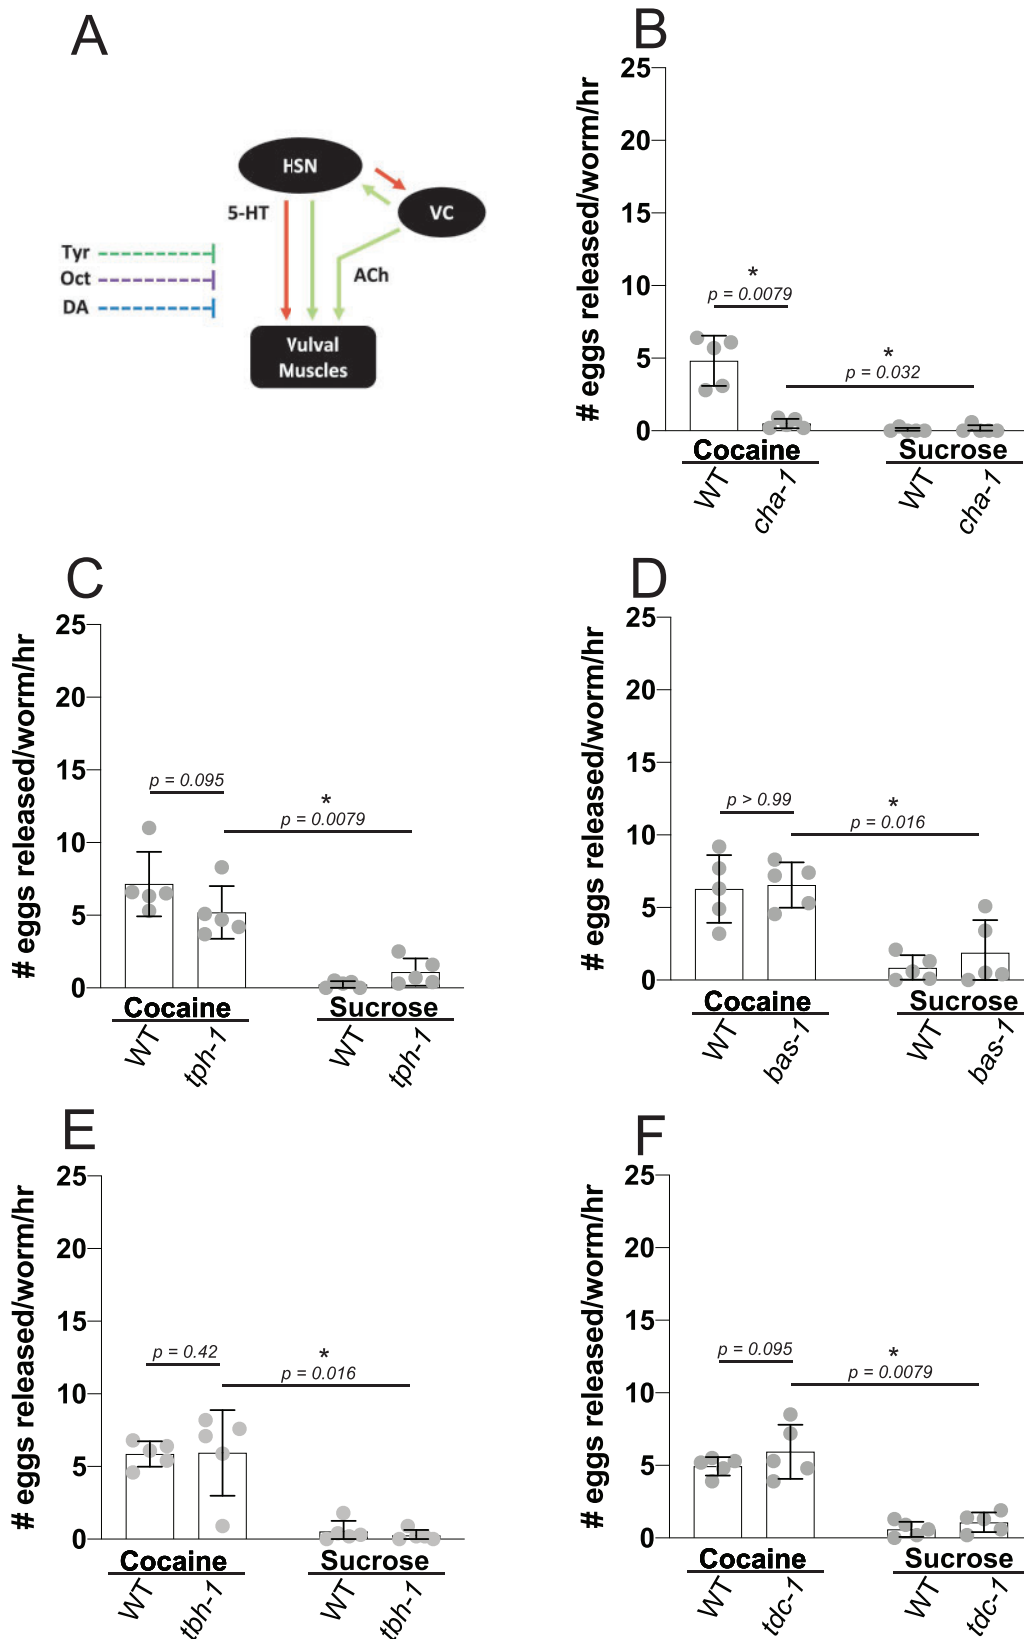 A
HSN
5-HT
VC
Tyr
Oct
DA
ACh
Vulval
Muscles
B
# eggs released/worm/hr
25
20
15
10
5
0
*
p = 0.0079
*
p = 0.032
Cocaine
Sucrose
WT
cha-1
WT
cha-1
C
# eggs released/worm/hr
25
20
15
10
5
0
p = 0.095
*
p = 0.0079
Cocaine
Sucrose
WT
tph-1
WT
tph-1
D
# eggs released/worm/hr
25
20
15
10
5
0
p > 0.99
*
p = 0.016
Cocaine
Sucrose
WT
bas-1
WT
bas-1
E
# eggs released/worm/hr
25
20
15
10
5
0
p = 0.42
*
p = 0.016
Cocaine
Sucrose
WT
tbh-1
WT
tbh-1
F
# eggs released/worm/hr
25
20
15
10
5
0
p = 0.095
*
p = 0.0079
Cocaine
Sucrose
WT
tdc-1
WT
tdc-1